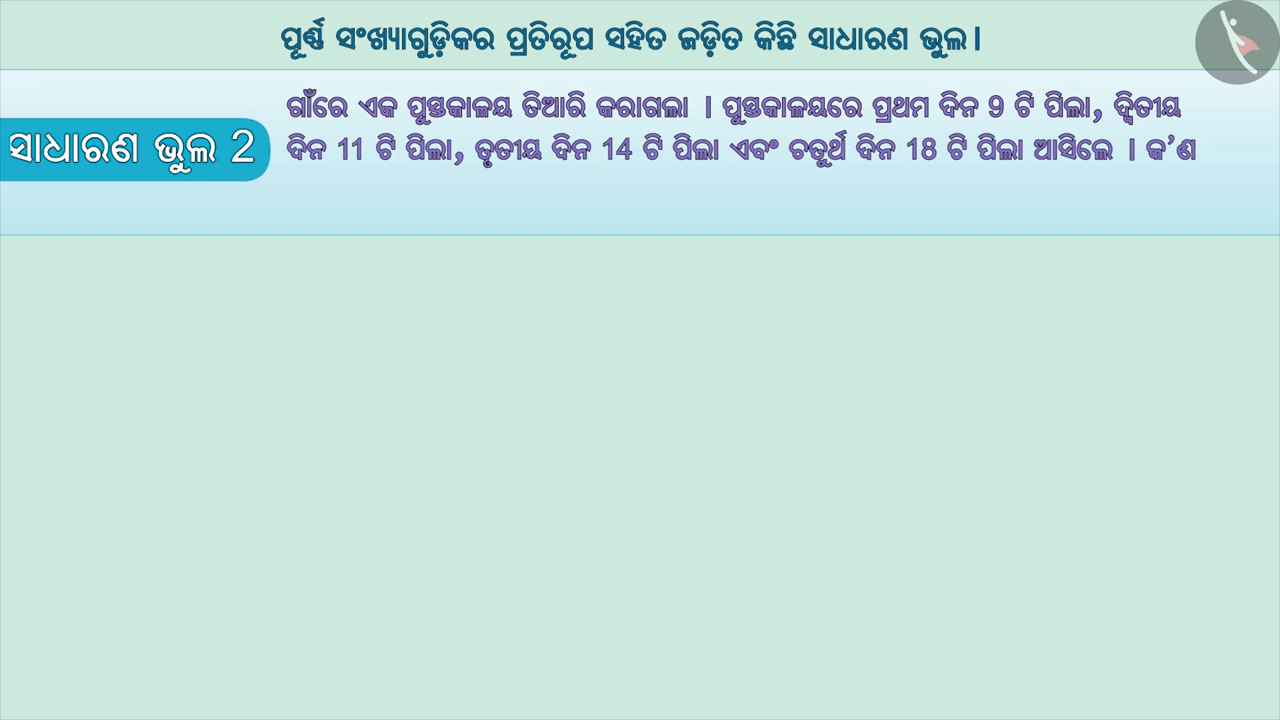 ପୂର୍ଣ୍ଣ ସଂଖ୍ୟାଗୁଡ଼ିକର ପ୍ରତିରୂପ ସହିତ ଜଡ଼ିତ କିଛି ସାଧାରଣ ଭୁଲ।
ସାଧାରଣ ଭୁଲ 2
ଗାଁରେ ଏକ ପୁସ୍ତକାଳୟ ତିଆରି କରାଗଲା । ପୁସ୍ତକାଳୟରେ ପ୍ରଥମ ଦିନ 9 ଟି ପିଲା, ଦ୍ୱିତୀୟ
ଦିନ 11 ଟି ପିଲା, ତୃତୀୟ ଦିନ 14 ଟି ପିଲା ଏବଂ ଚତୁର୍ଥ ଦିନ 18 ଟି ପିଲା ଆସିଲେ । କ’ଣ